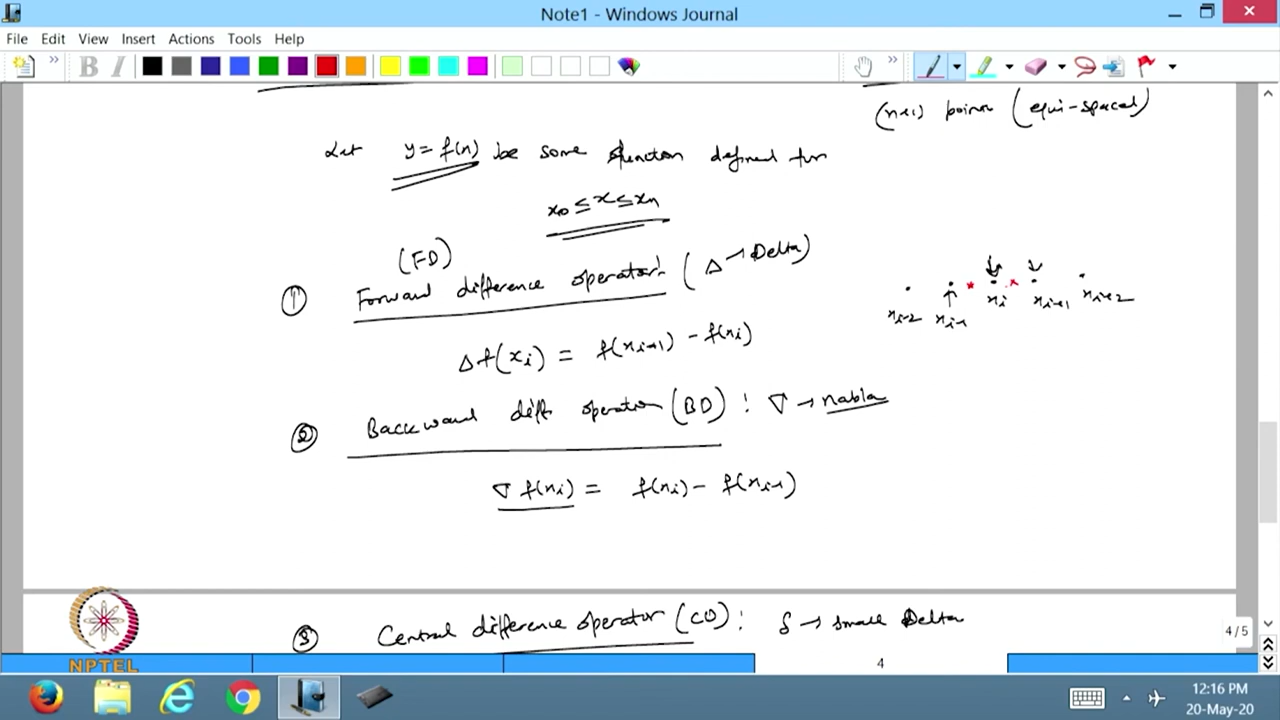 Note1 - Windows Journal
File Edit View Insert Actions Tools Help
(n+1) points (equi-spaced)
Let y = f(x) be some function defined for
x₀ ≤ x ≤ xₙ
(FD)
① Forward difference operator: (Δ → Delta)
xᵢ₋₂ xᵢ₋₁ xᵢ xᵢ₊₁ xᵢ₊₂
Δf(xᵢ) = f(xᵢ₊₁) - f(xᵢ)
② Backward diff operator (BD): ∇ → nabla
∇f(xᵢ) = f(xᵢ) - f(xᵢ₋₁)
③ Central difference operator (CD): δ → small Delta
4/5
NPTEL
4
12:16 PM
20-May-20